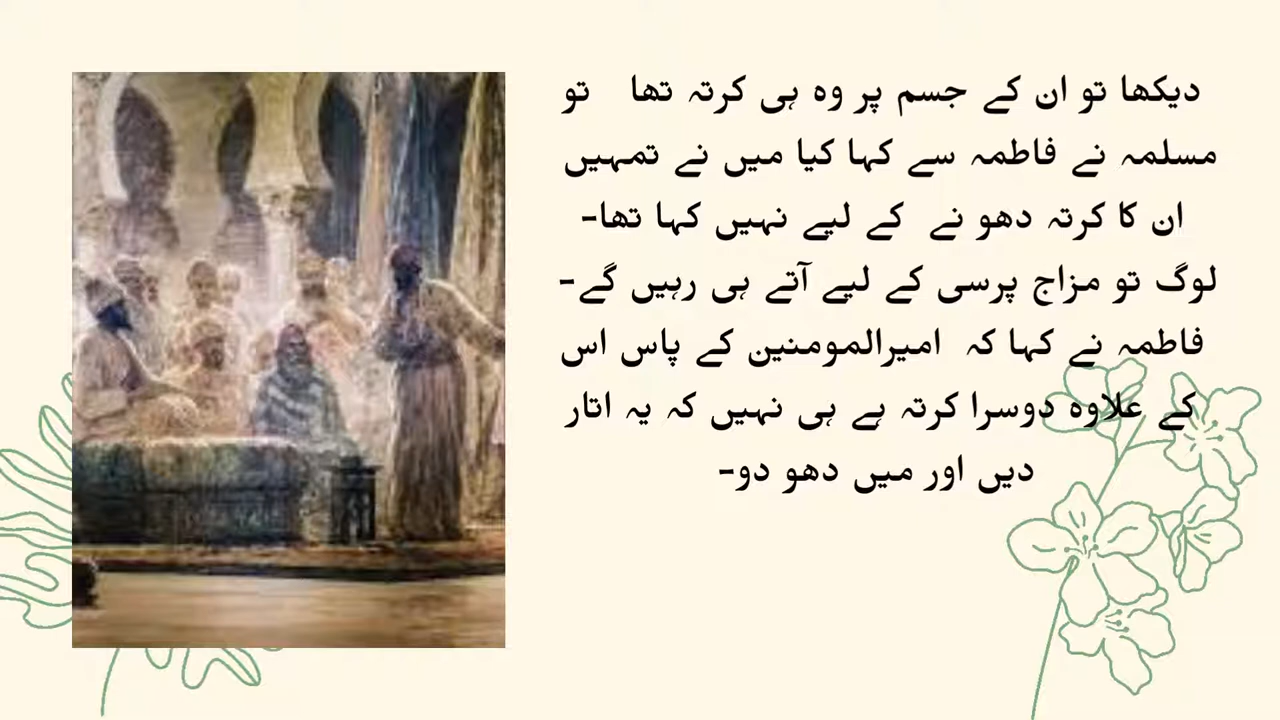 دیکھا تو ان کے جسم پر وہ ہی کرتہ تھا تو
مسلمہ نے فاطمہ سے کہا کیا میں نے تمہیں
ان کا کرتہ دھو نے کے لیے نہیں کہا تھا-
لوگ تو مزاج پرسی کے لیے آتے ہی رہیں گے-
فاطمہ نے کہا کہ امیرالمومنین کے پاس اس
کے علاوہ دوسرا کرتہ ہے ہی نہیں کہ یہ اتار
دیں اور میں دھو دو-